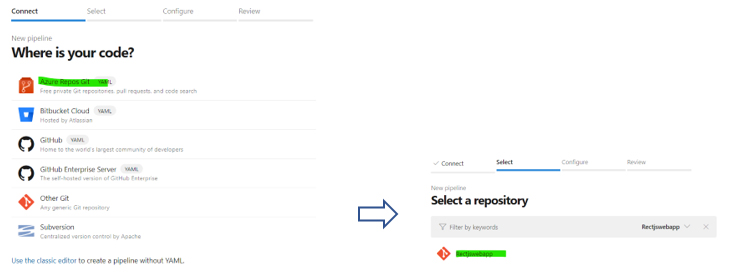 Connect Select Configure Review
New pipeline
Where is your code?
Azure Repos Git YAML
Free private Git repositories, pull requests, and code search
Bitbucket Cloud YAML
Hosted by Atlassian
GitHub YAML
Home to the world's largest community of developers
GitHub Enterprise Server YAML
The self-hosted version of GitHub Enterprise
Other Git
Any generic Git repository
Subversion
Centralized version control by Apache
Use the classic editor to create a pipeline without YAML.
Connect Select Configure Review
New pipeline
Select a repository
Filter by keywords Rectjswebapp
Rectjswebapp